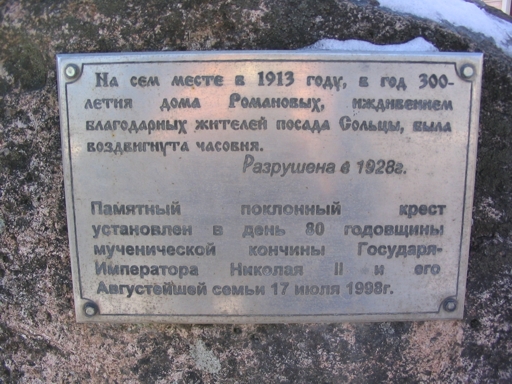 На сем месте в 1913 году, в год 300-
летия дома Романовых, иждивением
благодарных жителей посада Сольцы, была
воздвигнута часовня.
Разрушена в 1928г.
Памятный поклонный крест
установлен в день 80 годовщины
мученической кончины Государя-
Императора Николая II и его
Августейшей семьи 17 июля 1998г.